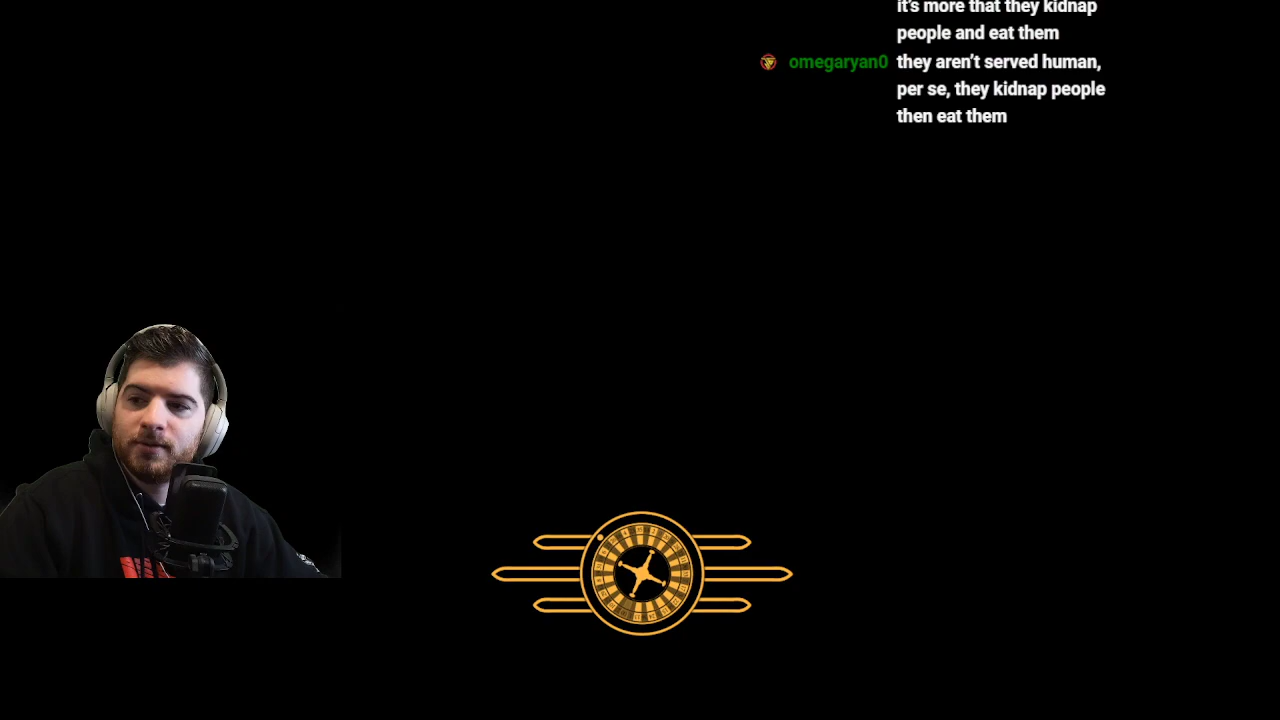 it's more that they kidnap
people and eat them
omegaryan0 they aren't served human,
per se, they kidnap people
then eat them